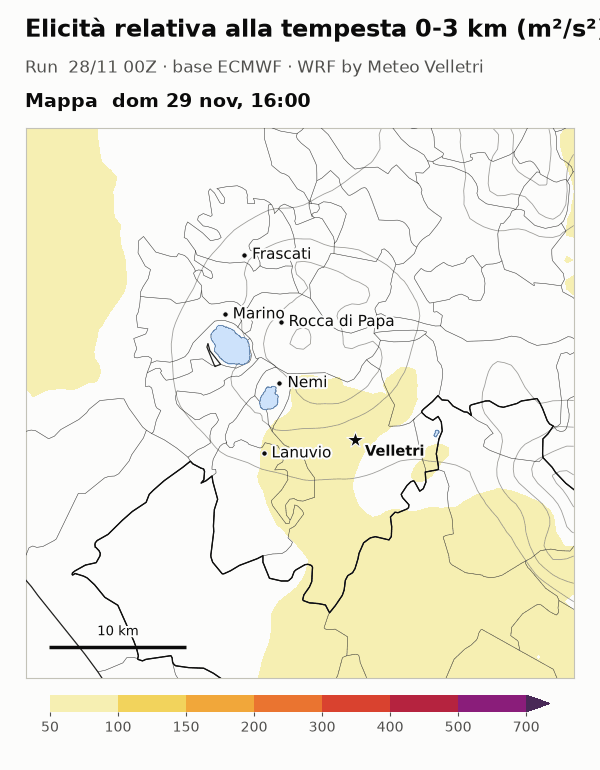 Elicità relativa alla tempesta 0-3 km (m²/s²)
Run  28/11 00Z · base ECMWF · WRF by Meteo Velletri
Mappa  dom 29 nov, 16:00
Frascati
Marino
Rocca di Papa
Nemi
Velletri
Lanuvio
10 km
50 100 150 200 300 400 500 700